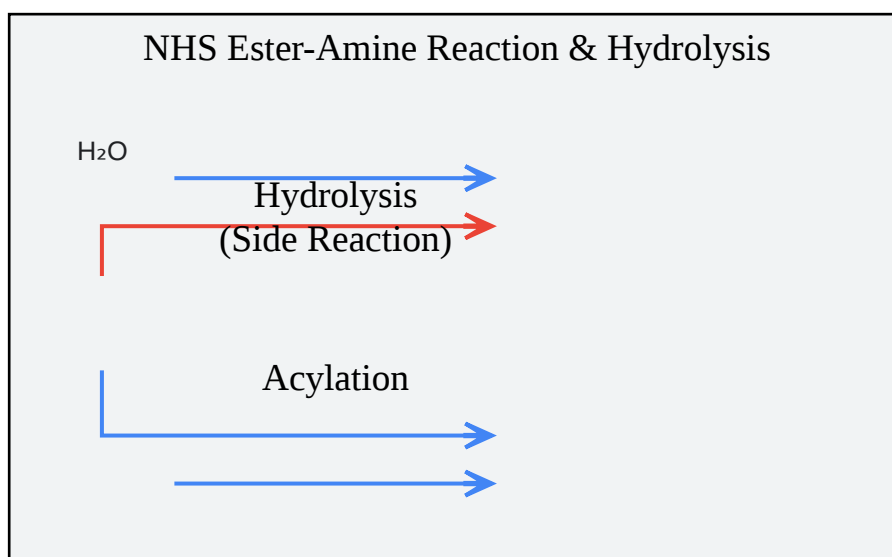 NHS Ester-Amine Reaction & Hydrolysis
H₂O
Hydrolysis
(Side Reaction)
Acylation